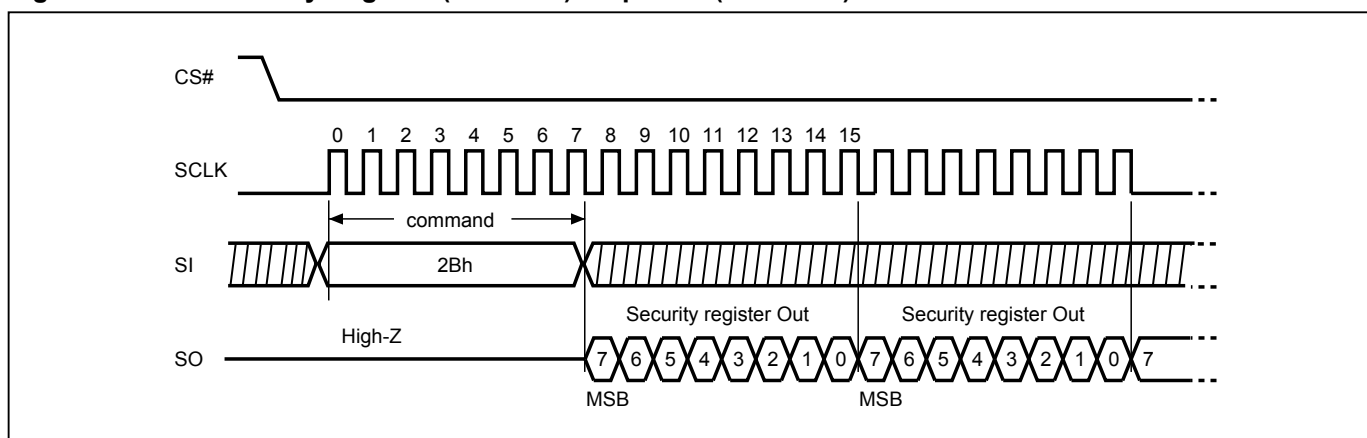 CS#
0 1 2 3 4 5 6 7 8 9 10 11 12 13 14 15
SCLK
command
SI
2Bh
Security register Out Security register Out
High-Z
SO
7 6 5 4 3 2 1 0 7 6 5 4 3 2 1 0 7
MSB MSB